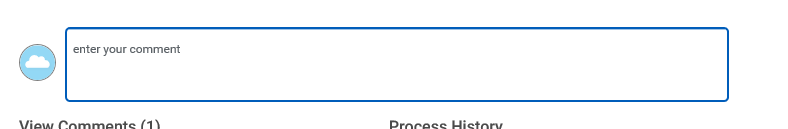 enter your comment
View Comments (1)
Process History